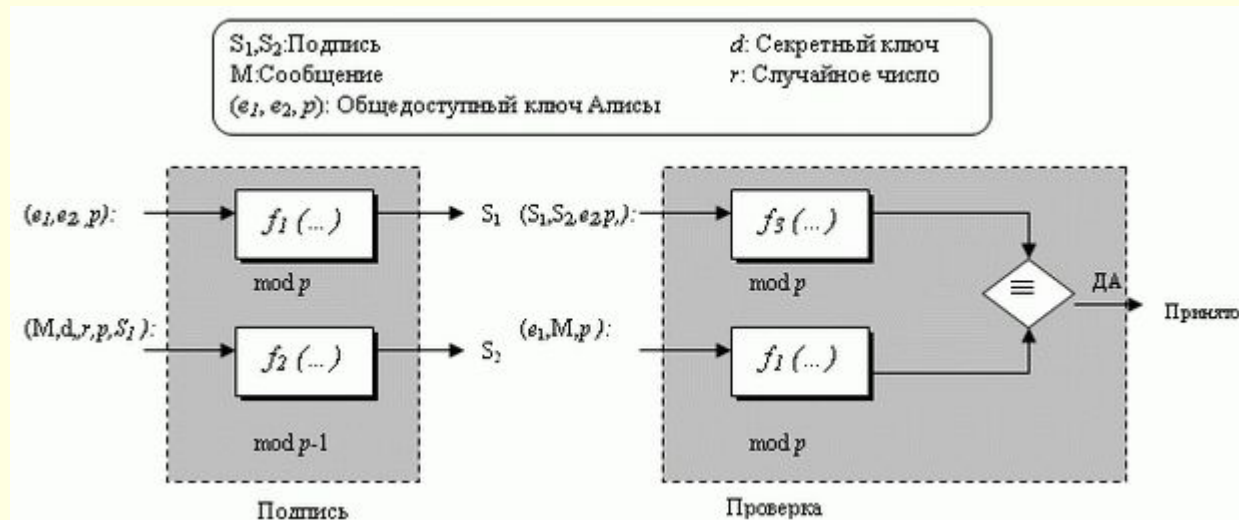 S₁,S₂:Подпись
d: Секретный ключ
M:Сообщение
r: Случайное число
(e₁, e₂, p): Общедоступный ключ Алисы
(e₁,e₂ ,p):
f₁ (...)
S₁
(S₁,S₂,e₂p,):
f₃ (...)
mod p
mod p
≡
ДА
Принято
(M,d,,r,p,S₁ ):
f₂ (...)
S₂
(e₁,M,p ):
f₁ (...)
mod p-1
mod p
Подпись
Проверка